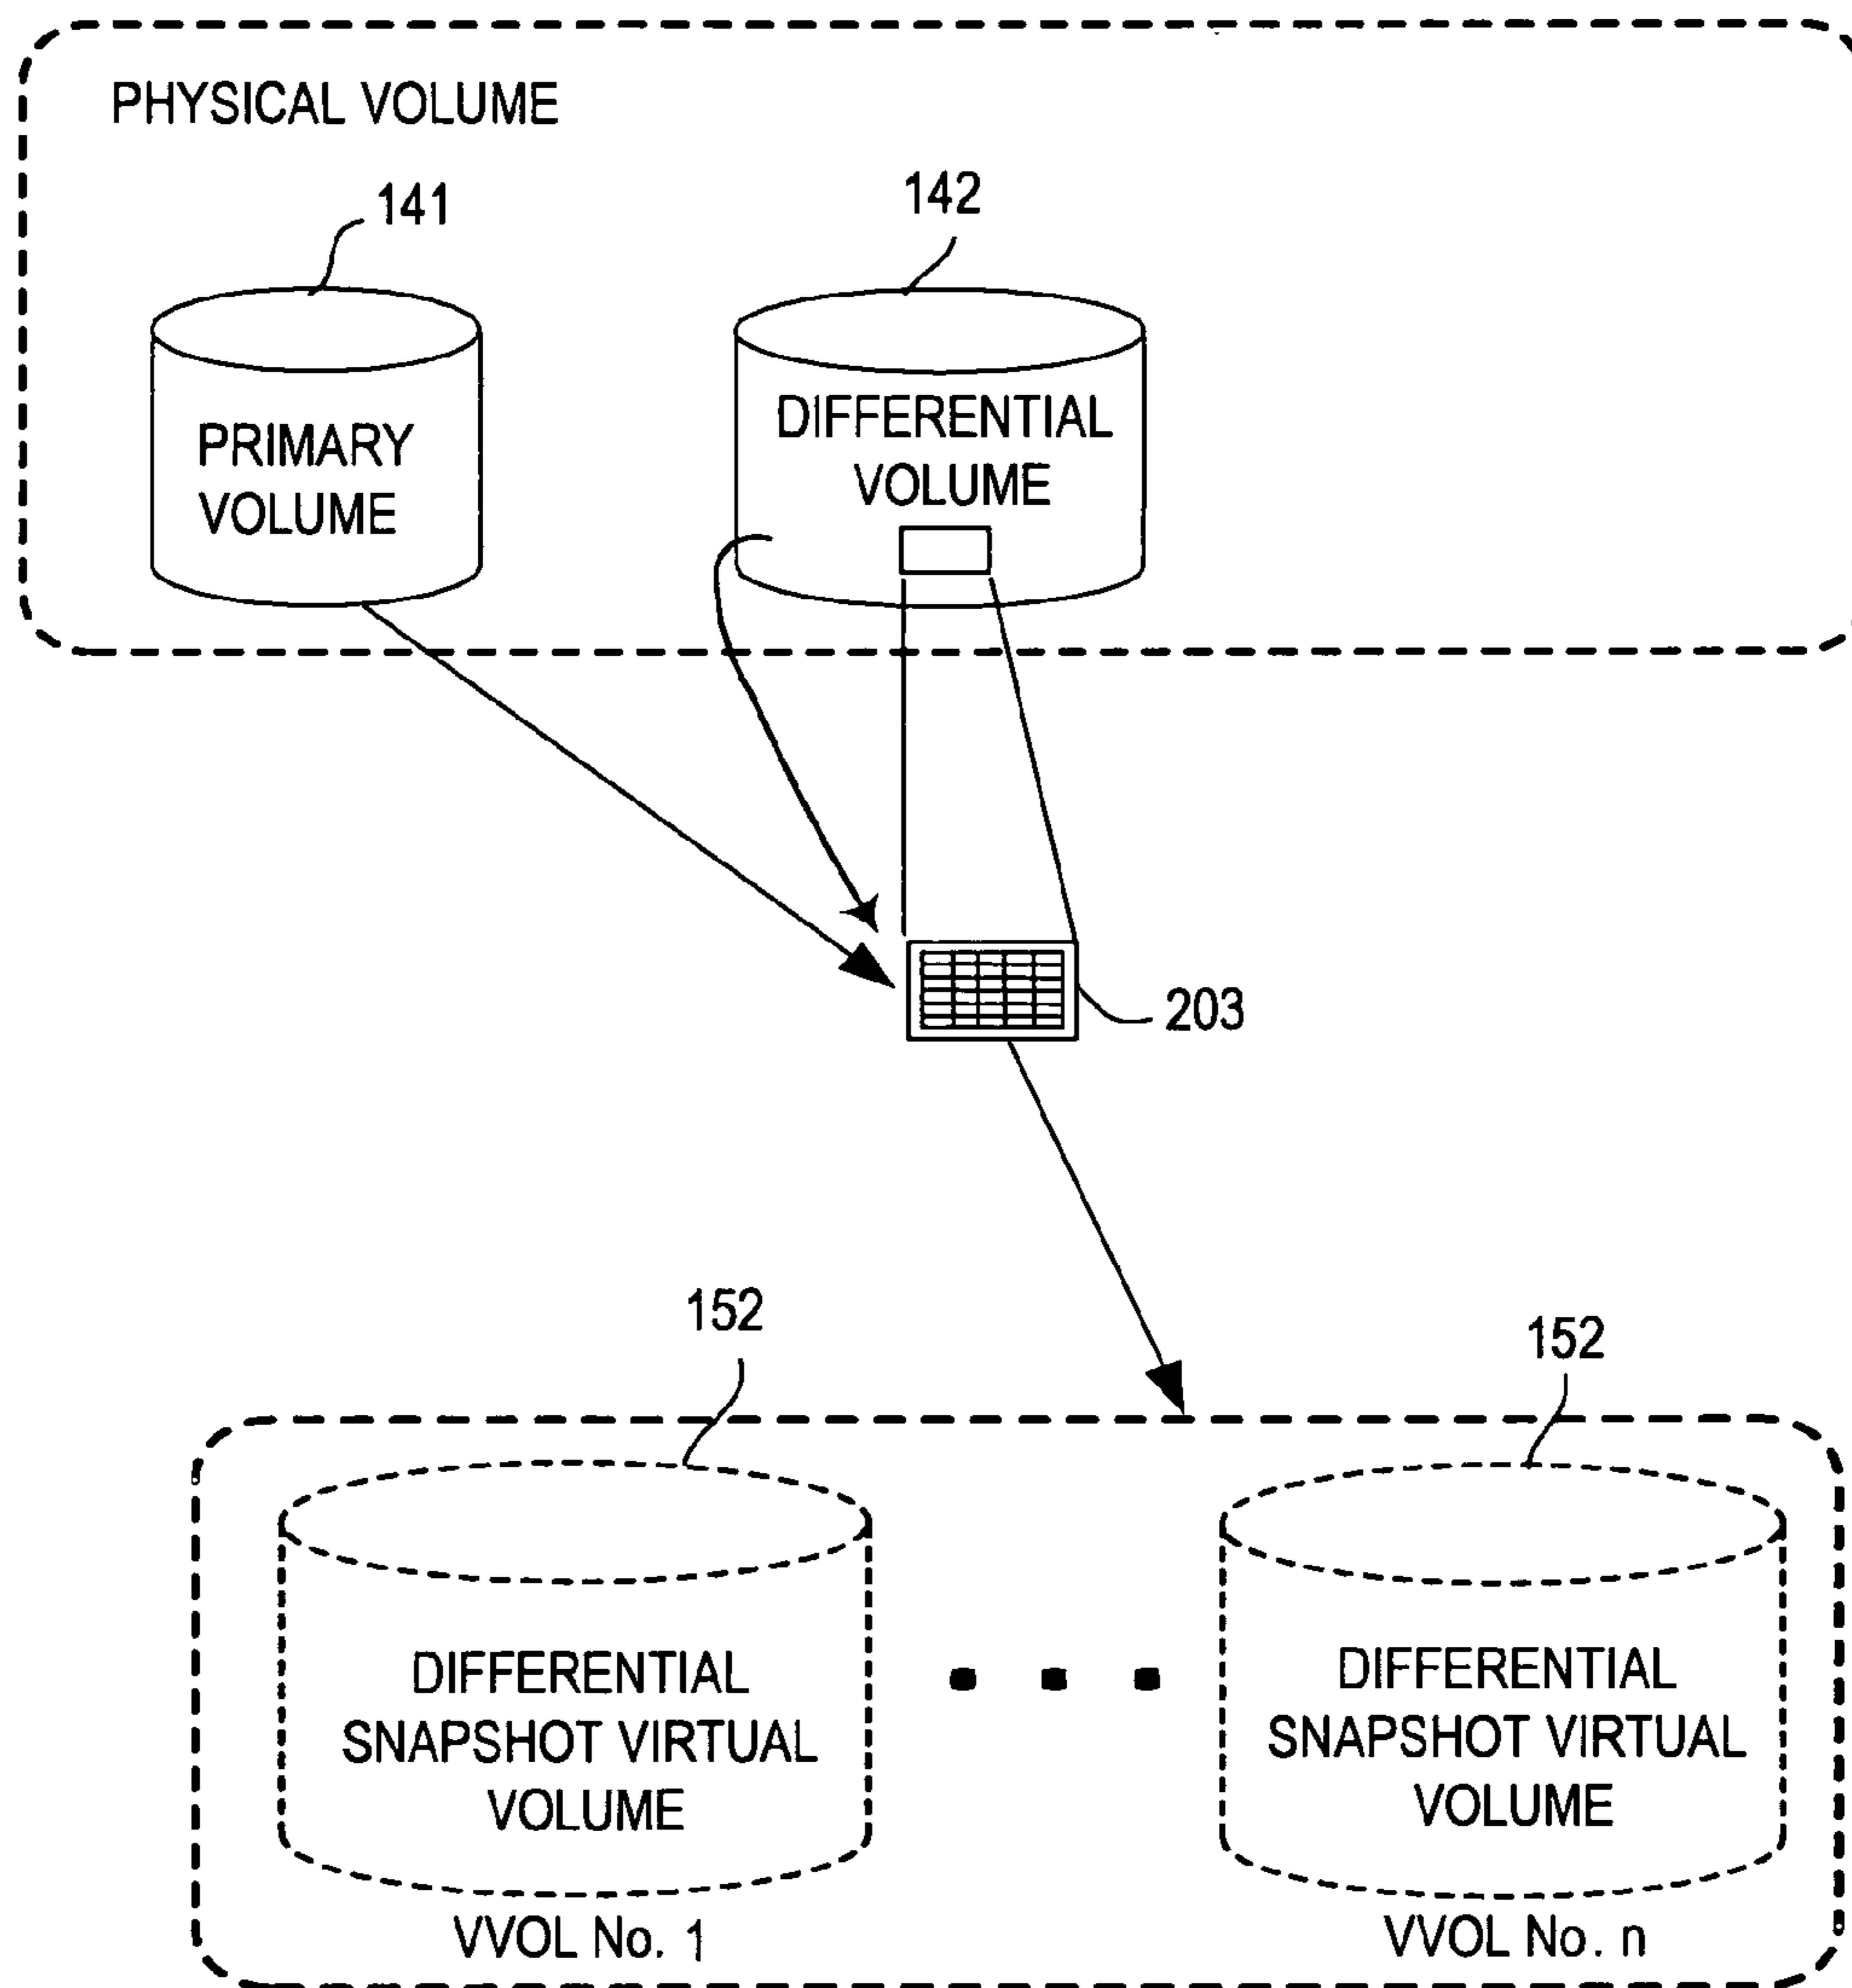 PHYSICAL VOLUME
141
142
PRIMARY
VOLUME
DIFFERENTIAL
VOLUME
203
152
152
DIFFERENTIAL
SNAPSHOT VIRTUAL
VOLUME
DIFFERENTIAL
SNAPSHOT VIRTUAL
VOLUME
VVOL No. 1
VVOL No. n